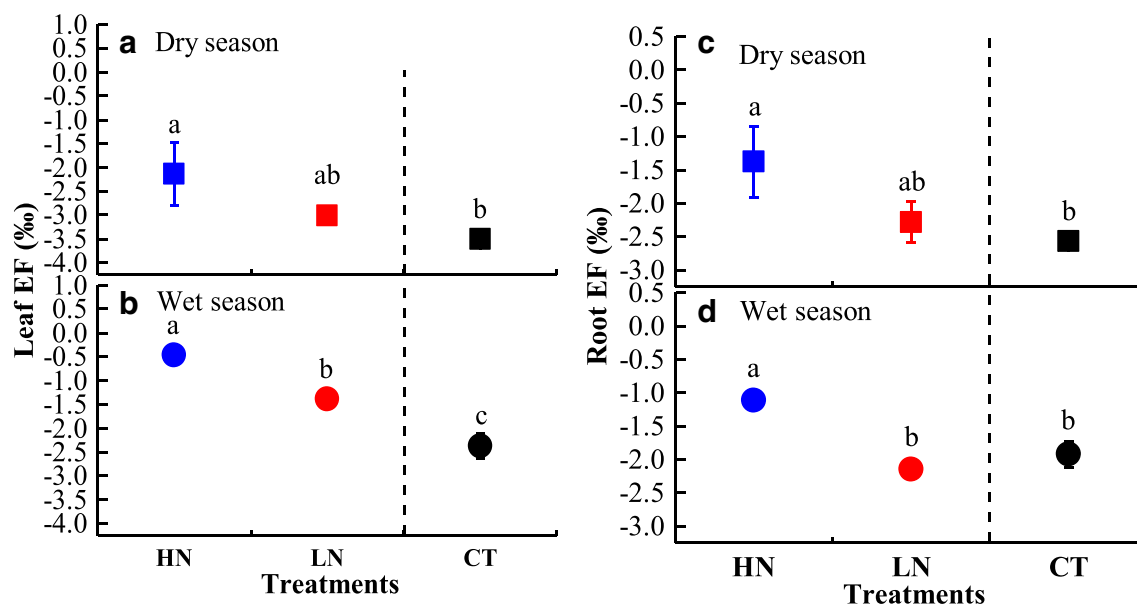 Leaf EF (‰)
a Dry season
1.0
0.5
0.0
-0.5
-1.0
-1.5
-2.0
-2.5
-3.0
-3.5
-4.0
a
ab
b
b Wet season
1.0
0.5
0.0
-0.5
-1.0
-1.5
-2.0
-2.5
-3.0
-3.5
-4.0
a
b
c
HN LN CT
Treatments
Root EF (‰)
c Dry season
0.5
0.0
-0.5
-1.0
-1.5
-2.0
-2.5
-3.0
a
ab
b
d Wet season
0.5
0.0
-0.5
-1.0
-1.5
-2.0
-2.5
-3.0
a
b
b
HN LN CT
Treatments